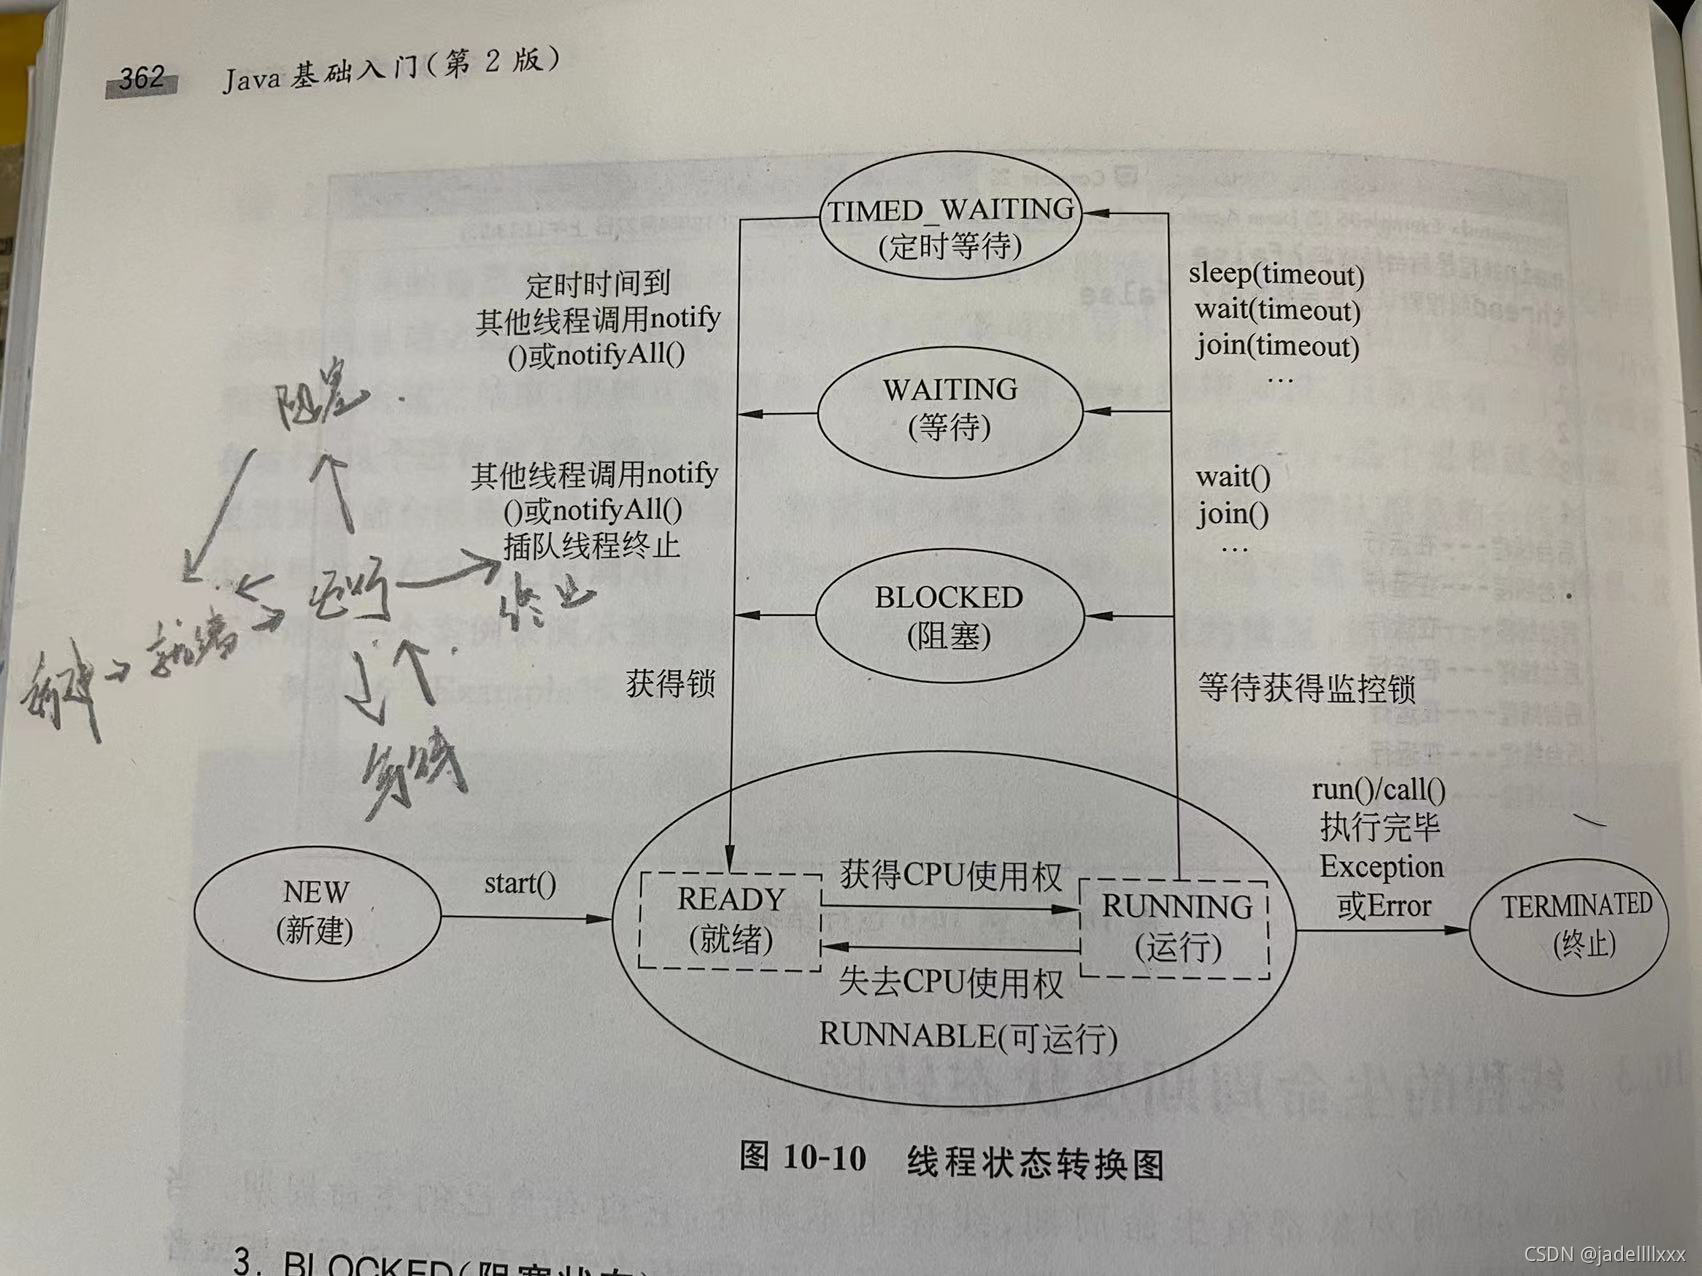 362 Java 基础入门(第 2 版)
TIMED_WAITING
(定时等待)
定时时间到
其他线程调用notify
()或notifyAll()
sleep(timeout)
wait(timeout)
join(timeout)
…
WAITING
(等待)
阻塞
其他线程调用notify
()或notifyAll()
插队线程终止
wait()
join()
…
BLOCKED
(阻塞)
运行
终止
就绪
新建
等待
获得锁
等待获得监控锁
run()/call()
执行完毕
Exception
或Error
NEW
(新建)
start()
READY
(就绪)
获得CPU使用权
失去CPU使用权
RUNNING
(运行)
TERMINATED
(终止)
RUNNABLE(可运行)
图 10-10 线程状态转换图
3. BLOCKED(阻塞状态)
CSDN @jadellllxxx